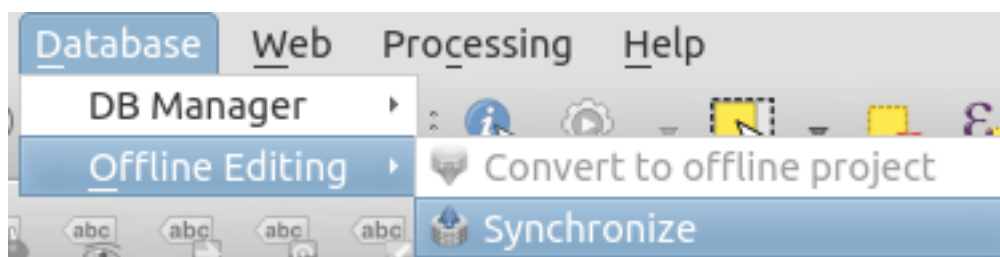 Database Web Processing Help
DB Manager
Offline Editing
Convert to offline project
Synchronize
abc abc abc abc